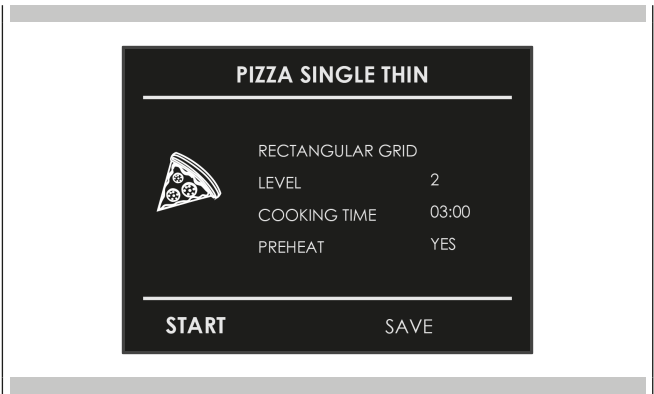 PIZZA SINGLE THIN
RECTANGULAR GRID
LEVEL 2
COOKING TIME 03:00
PREHEAT YES
START SAVE